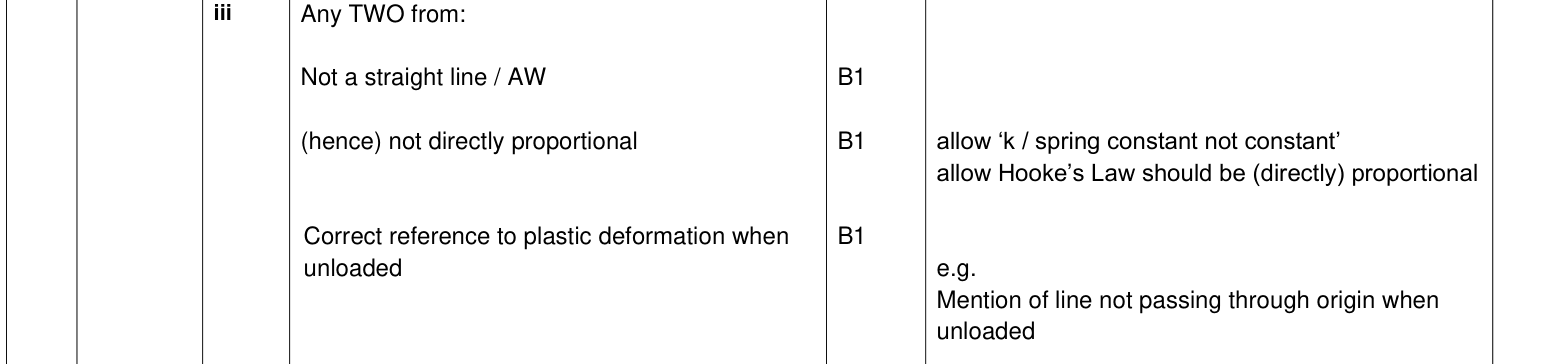 iii Any TWO from:
Not a straight line / AW B1
(hence) not directly proportional B1 allow ‘k / spring constant not constant’
allow Hooke’s Law should be (directly) proportional
Correct reference to plastic deformation when B1
unloaded e.g.
Mention of line not passing through origin when
unloaded